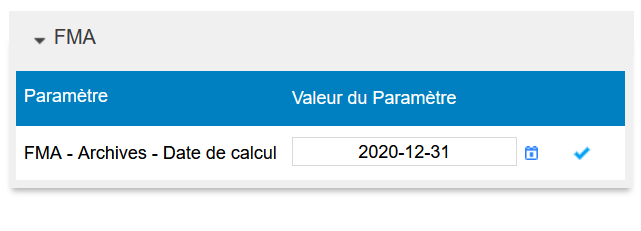 FMA
Paramètre Valeur du Paramètre
FMA - Archives - Date de calcul 2020-12-31